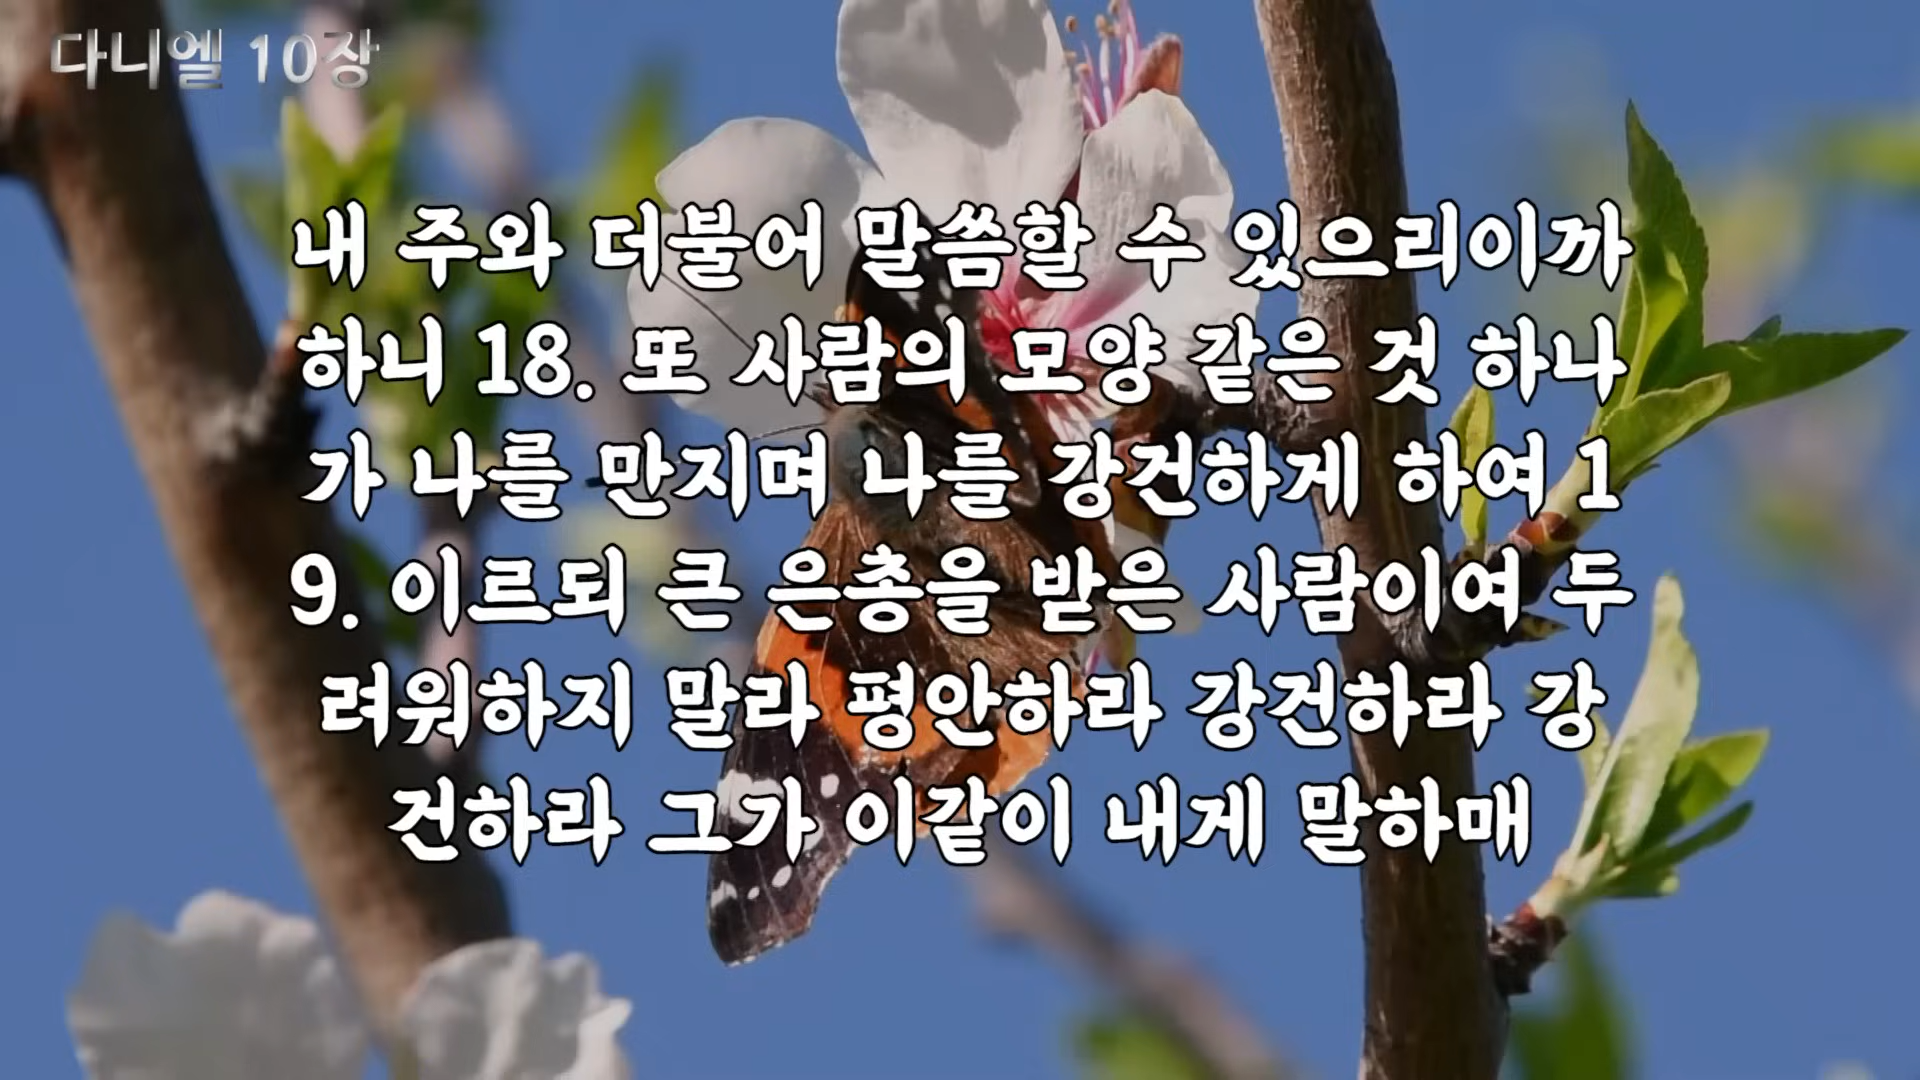 다니엘 10장
내 주와 더불어 말씀할 수 있으리이까
하니 18. 또 사람의 모양 같은 것 하나
가 나를 만지며 나를 강건하게 하여 1
9. 이르되 큰 은총을 받은 사람이여 두
려워하지 말라 평안하라 강건하라 강
건하라 그가 이같이 내게 말하매